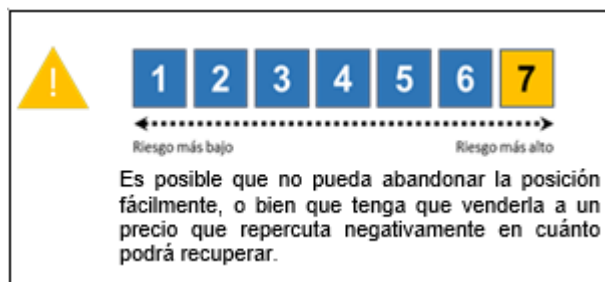 !
1 2 3 4 5 6 7
Riesgo más bajo Riesgo más alto
Es posible que no pueda abandonar la posición
fácilmente, o bien que tenga que venderla a un
precio que repercuta negativamente en cuánto
podrá recuperar.